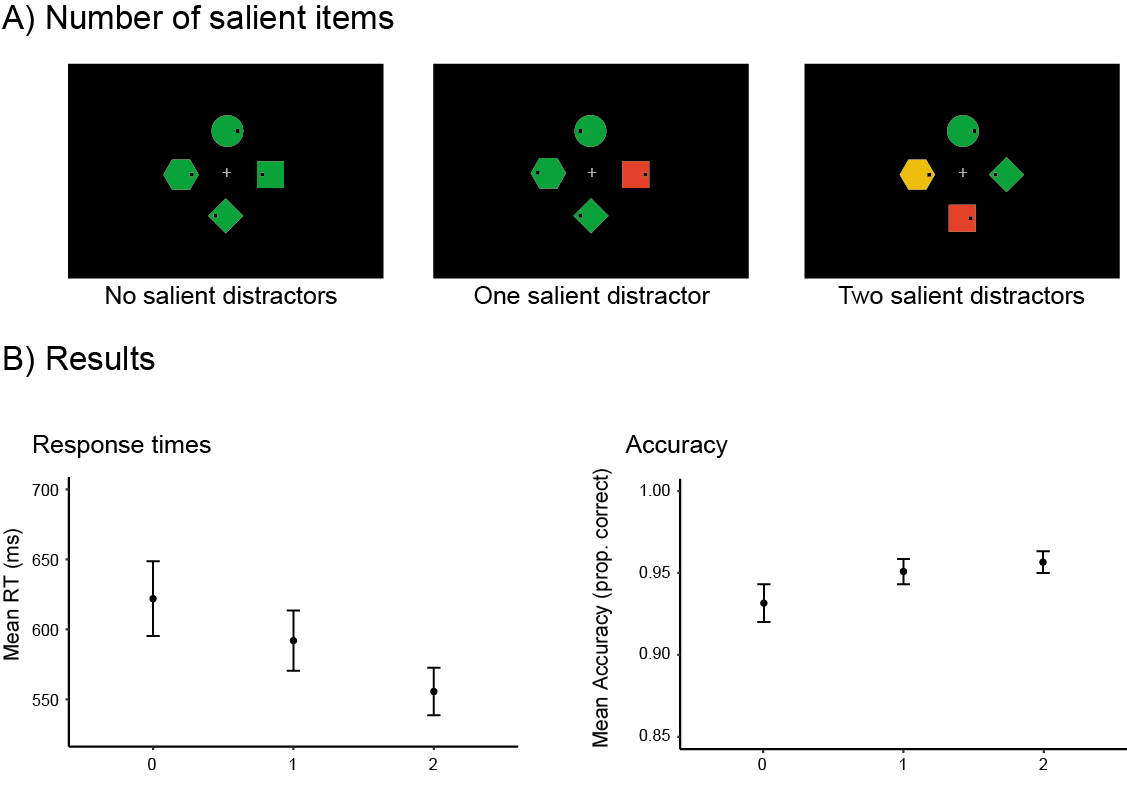 A) Number of salient items
No salient distractors
One salient distractor
Two salient distractors
B) Results
Response times
Mean RT (ms)
700
650
600
550
0 1 2
Accuracy
Mean Accuracy (prop. correct)
1.00
0.95
0.90
0.85
0 1 2